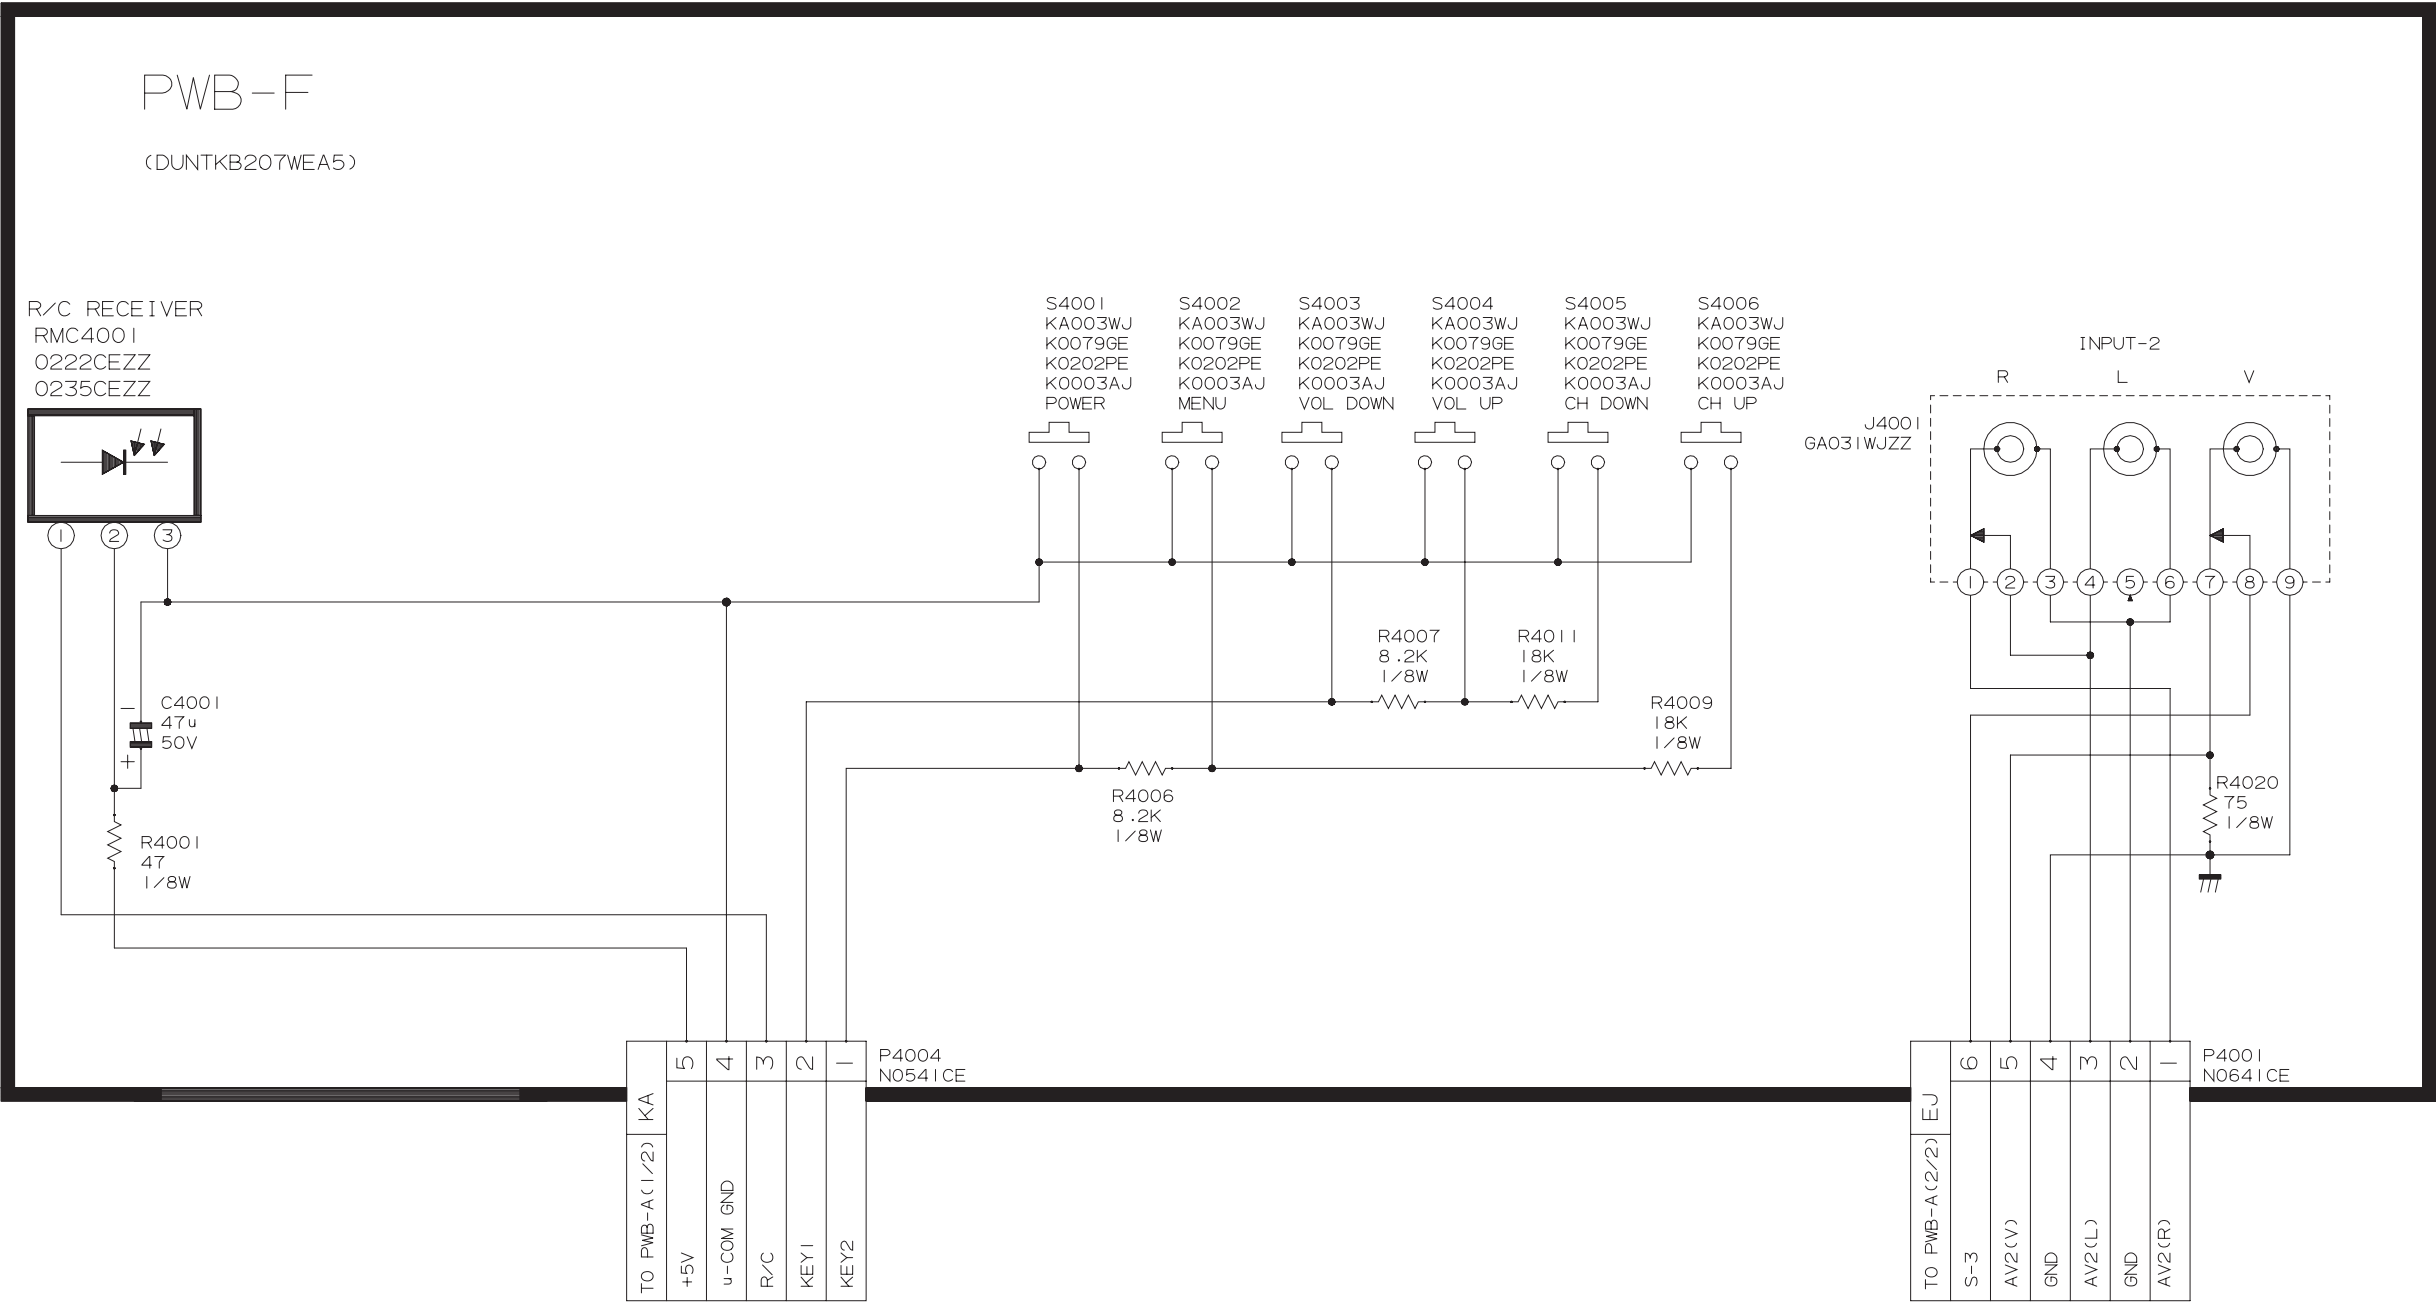 PWB-F
(DUNTKB207WEA5)
R/C RECEIVER
RMC4001
0222CEZZ
0235CEZZ
1 2 3
C4001
47u
50V
−
+
R4001
47
1/8W
S4001
KA003WJ
K0079GE
K0202PE
K0003AJ
POWER
S4002
KA003WJ
K0079GE
K0202PE
K0003AJ
MENU
S4003
KA003WJ
K0079GE
K0202PE
K0003AJ
VOL DOWN
S4004
KA003WJ
K0079GE
K0202PE
K0003AJ
VOL UP
S4005
KA003WJ
K0079GE
K0202PE
K0003AJ
CH DOWN
S4006
KA003WJ
K0079GE
K0202PE
K0003AJ
CH UP
R4007
8.2K
1/8W
R4011
18K
1/8W
R4009
18K
1/8W
R4006
8.2K
1/8W
INPUT-2
R L V
J4001
GA031WJZZ
1 2 3 4 5 6 7 8 9
R4020
75
1/8W
P4004
N0541CE
KA
TO PWB-A(1/2)
5
+5V
4
u-COM GND
3
R/C
2
KEY1
1
KEY2
P4001
N0641CE
EJ
TO PWB-A(2/2)
6
S-3
5
AV2(V)
4
GND
3
AV2(L)
2
GND
1
AV2(R)